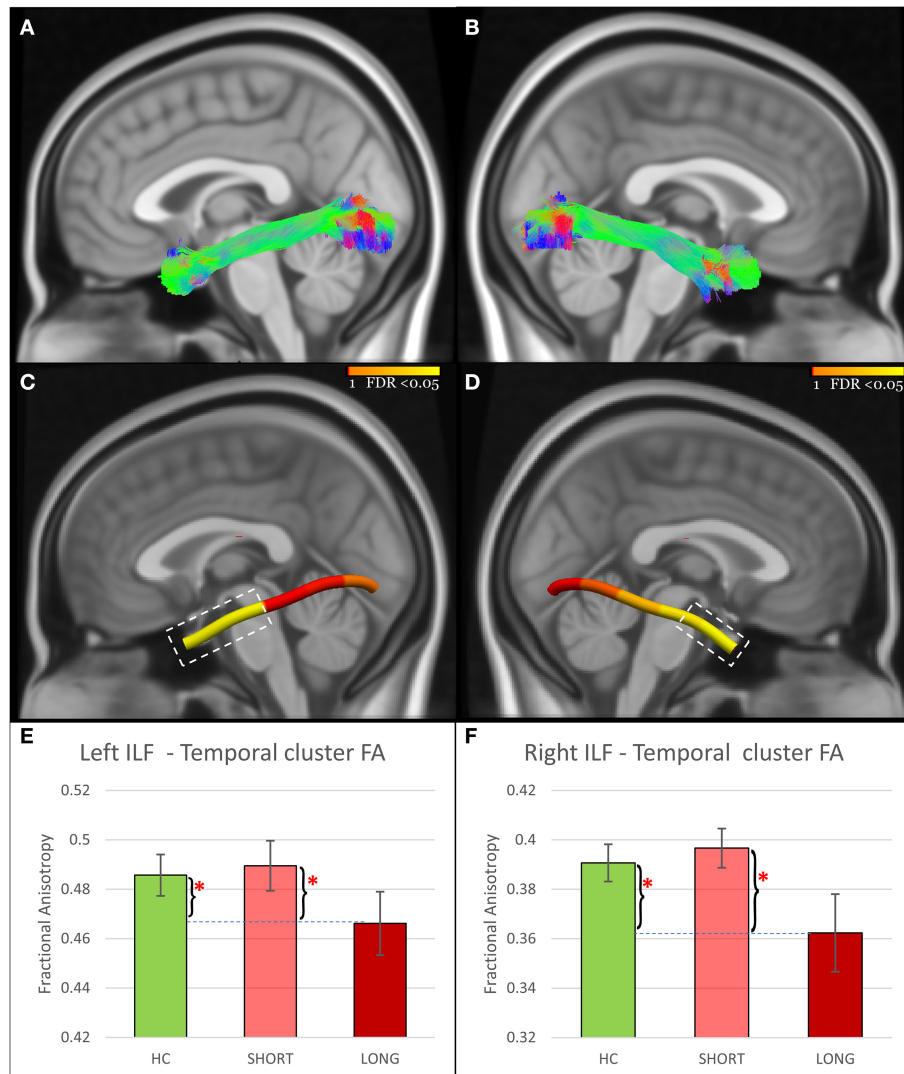 A
B
C
1 FDR <0.05
D
1 FDR <0.05
E
Left ILF - Temporal cluster FA
Fractional Anisotropy
0.52
0.5
0.48
0.46
0.44
0.42
*
*
HC SHORT LONG
F
Right ILF - Temporal cluster FA
Fractional Anisotropy
0.42
0.4
0.38
0.36
0.34
0.32
*
*
HC SHORT LONG